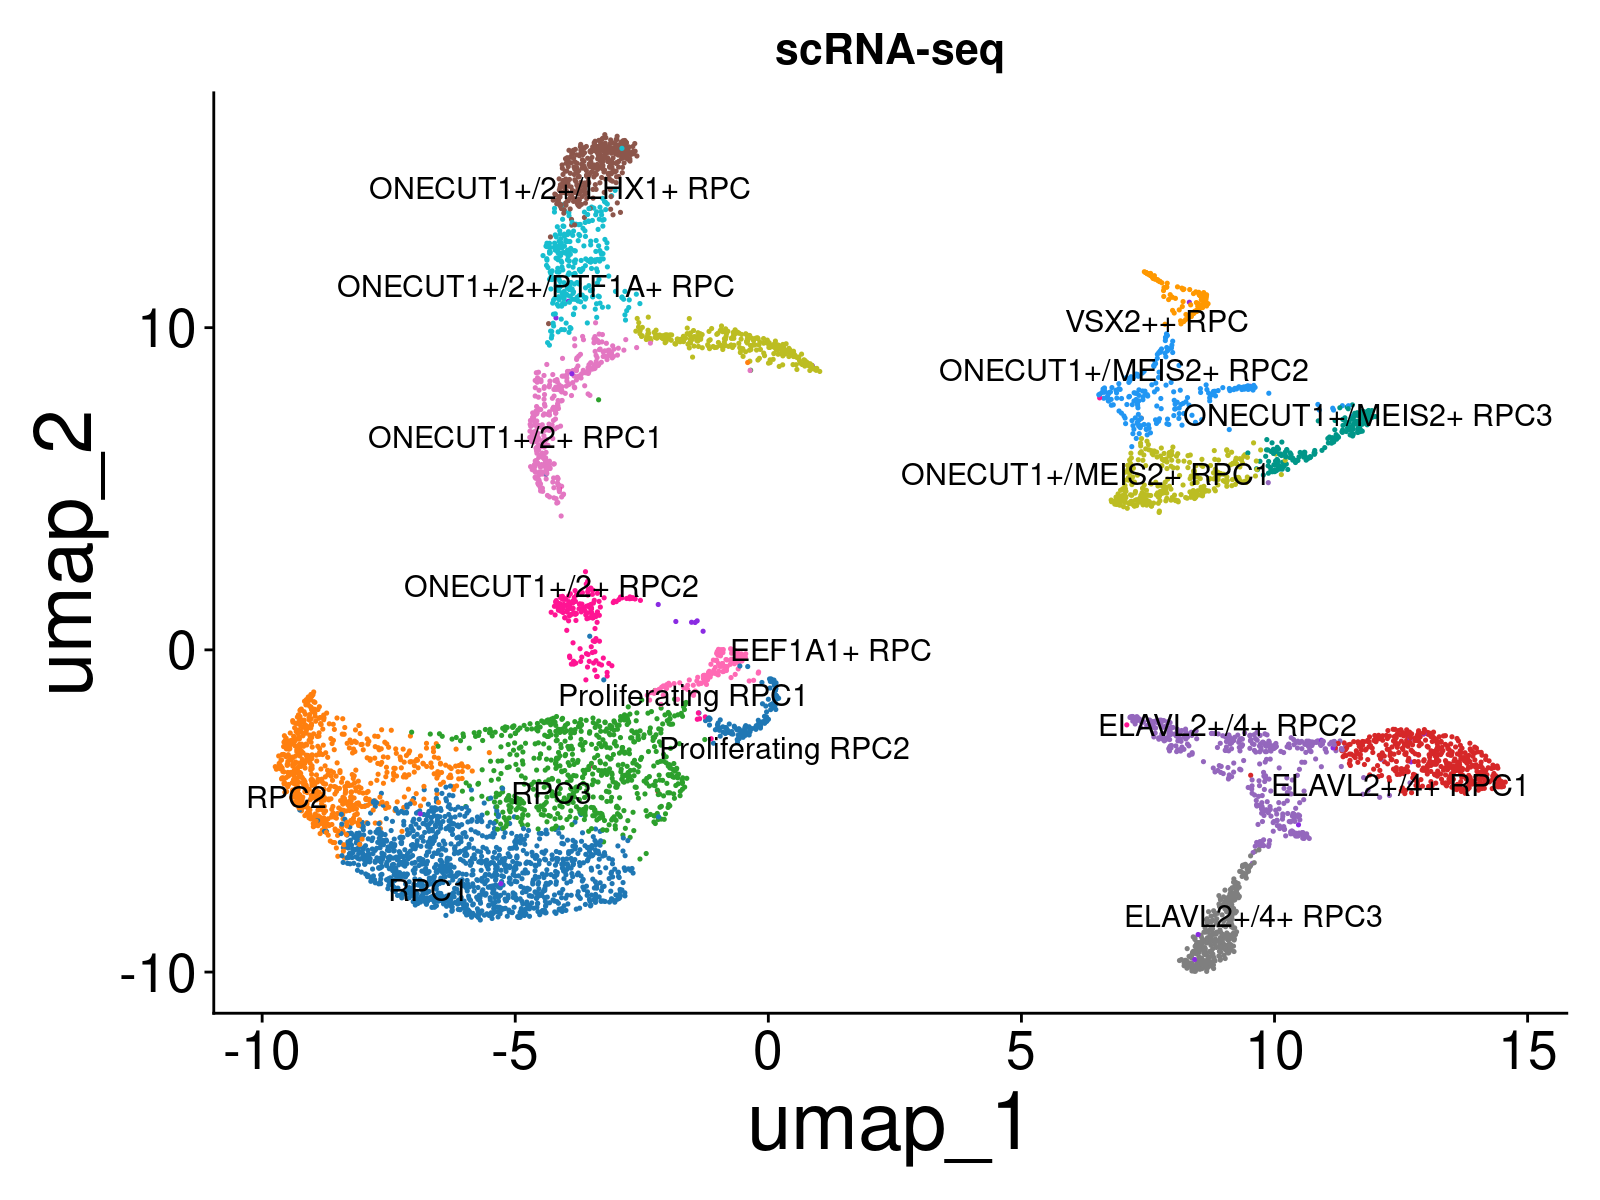 scRNA-seq
ONECUT1+/2+/LHX1+ RPC
ONECUT1+/2+/PTF1A+ RPC
VSX2++ RPC
ONECUT1+/MEIS2+ RPC2
ONECUT1+/MEIS2+ RPC3
ONECUT1+/2+ RPC1
ONECUT1+/MEIS2+ RPC1
ONECUT1+/2+ RPC2
EEF1A1+ RPC
Proliferating RPC1
Proliferating RPC2
ELAVL2+/4+ RPC2
ELAVL2+/4+ RPC1
RPC2
RPC3
RPC1
ELAVL2+/4+ RPC3
10
0
-10
umap_2
-10
-5
0
5
10
15
umap_1